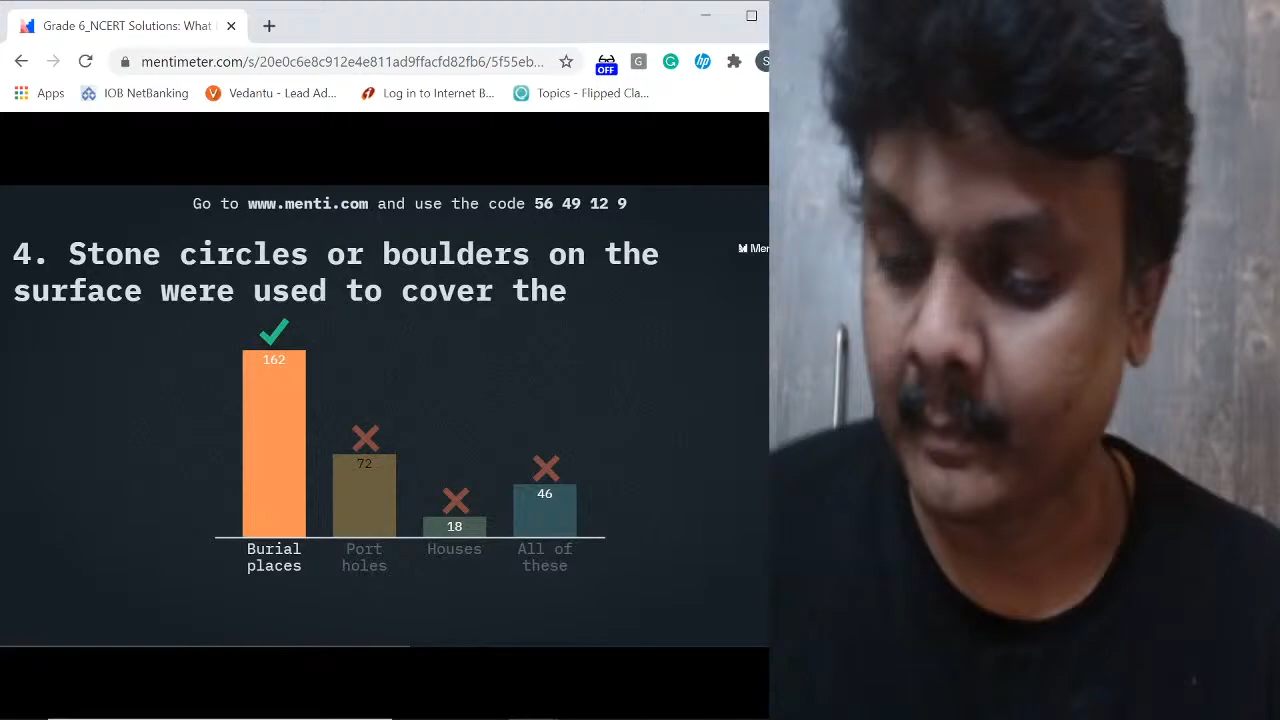 Grade 6_NCERT Solutions: What
mentimeter.com/s/20e0c6e8c912e4e811ad9ffacfd82fb6/5f55eb...
OFF
G
G
hp
S
Apps
IOB NetBanking
V
Vedantu - Lead Ad...
Log in to Internet B...
Topics - Flipped Cla...
Go to www.menti.com and use the code 56 49 12 9
4. Stone circles or boulders on the
surface were used to cover the
Men
162
72
18
46
Burial
places
Port
holes
Houses
All of
these